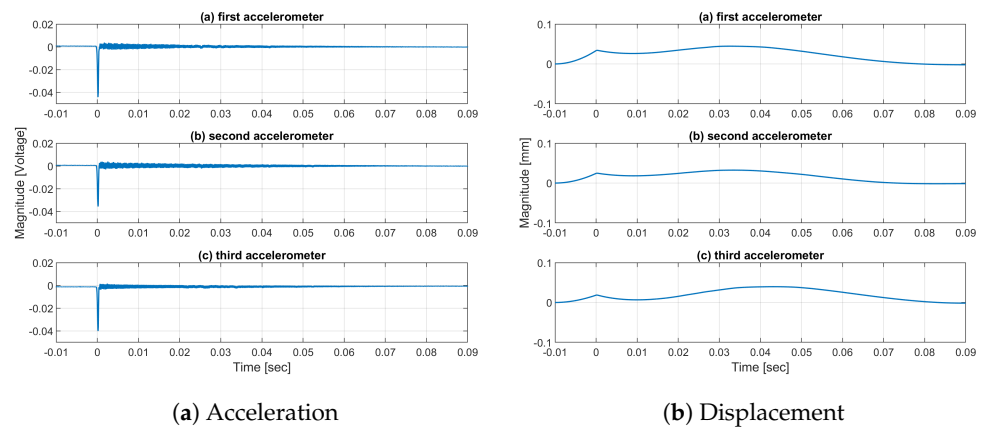 (a) first accelerometer
0.02
0
-0.02
-0.04
-0.01 0 0.01 0.02 0.03 0.04 0.05 0.06 0.07 0.08 0.09
(b) second accelerometer
0.02
0
-0.02
-0.04
-0.01 0 0.01 0.02 0.03 0.04 0.05 0.06 0.07 0.08 0.09
Magnitude [Voltage]
(c) third accelerometer
0.02
0
-0.02
-0.04
-0.01 0 0.01 0.02 0.03 0.04 0.05 0.06 0.07 0.08 0.09
Time [sec]
(a) Acceleration
(a) first accelerometer
0.1
0
-0.1
-0.01 0 0.01 0.02 0.03 0.04 0.05 0.06 0.07 0.08 0.09
(b) second accelerometer
0.1
0
-0.1
-0.01 0 0.01 0.02 0.03 0.04 0.05 0.06 0.07 0.08 0.09
Magnitude [mm]
(c) third accelerometer
0.1
0
-0.1
-0.01 0 0.01 0.02 0.03 0.04 0.05 0.06 0.07 0.08 0.09
Time [sec]
(b) Displacement